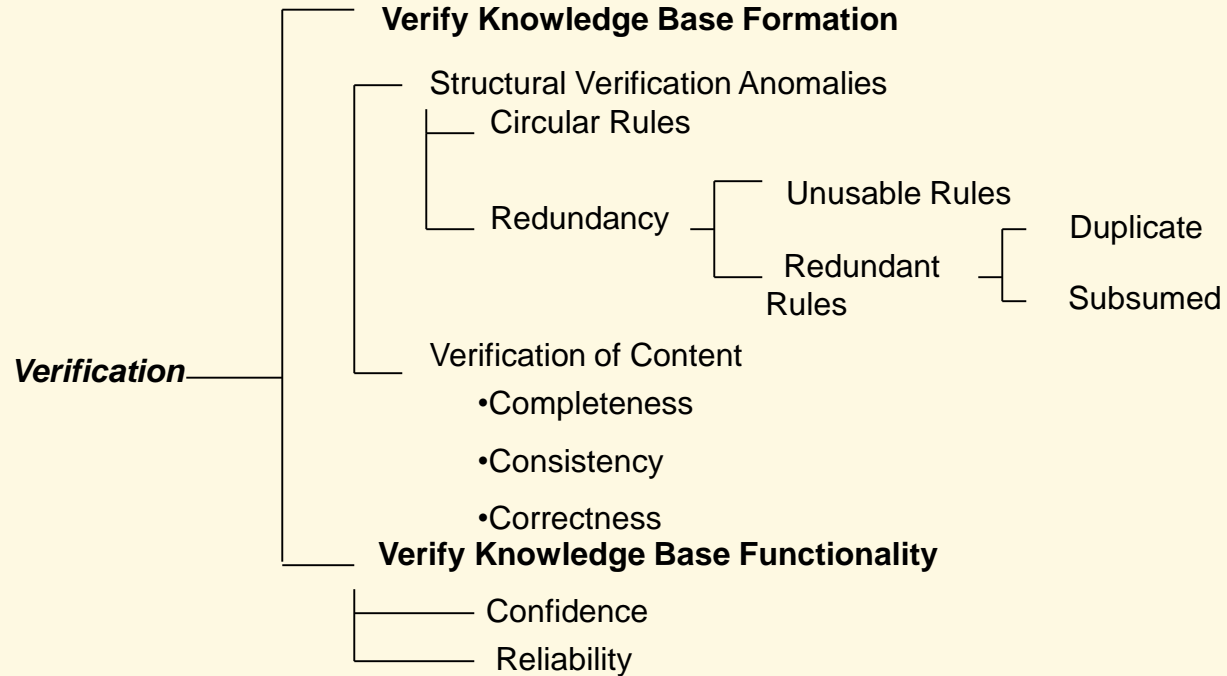 Verify Knowledge Base Formation
Structural Verification Anomalies
Circular Rules
Redundancy
Unusable Rules
Redundant
Rules
Duplicate
Subsumed
Verification
Verification of Content
•Completeness
•Consistency
•Correctness
Verify Knowledge Base Functionality
Confidence
Reliability